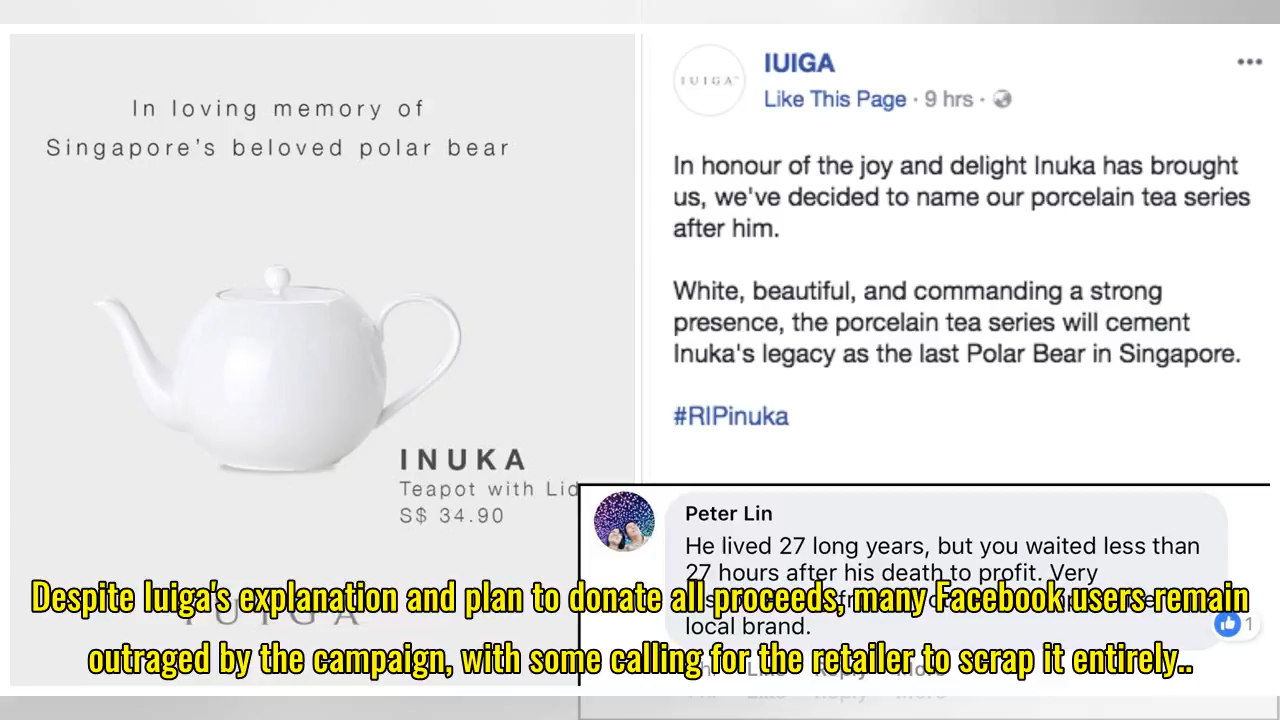 In loving memory of
Singapore's beloved polar bear
INUKA
Teapot with Lid
S$ 34.90
IUIGA
IUIGA
IUIGA
Like This Page · 9 hrs ·
In honour of the joy and delight Inuka has brought
us, we've decided to name our porcelain tea series
after him.
White, beautiful, and commanding a strong
presence, the porcelain tea series will cement
Inuka's legacy as the last Polar Bear in Singapore.
#RIPinuka
Peter Lin
He lived 27 long years, but you waited less than
27 hours after his death to profit. Very
local brand.
1
Like Reply More
Despite Iuiga's explanation and plan to donate all proceeds, many Facebook users remain
outraged by the campaign, with some calling for the retailer to scrap it entirely..